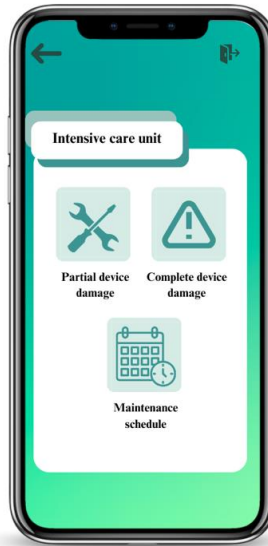 Intensive care unit
Partial device
damage
Complete device
damage
Maintenance
schedule